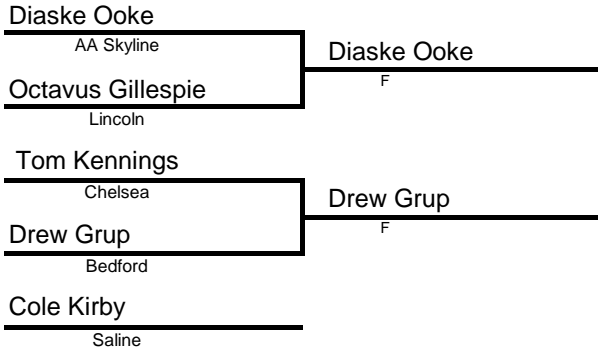 Diaske Ooke
AA Skyline
Diaske Ooke
F
Octavus Gillespie
Lincoln
Tom Kennings
Chelsea
Drew Grup
F
Drew Grup
Bedford
Cole Kirby
Saline